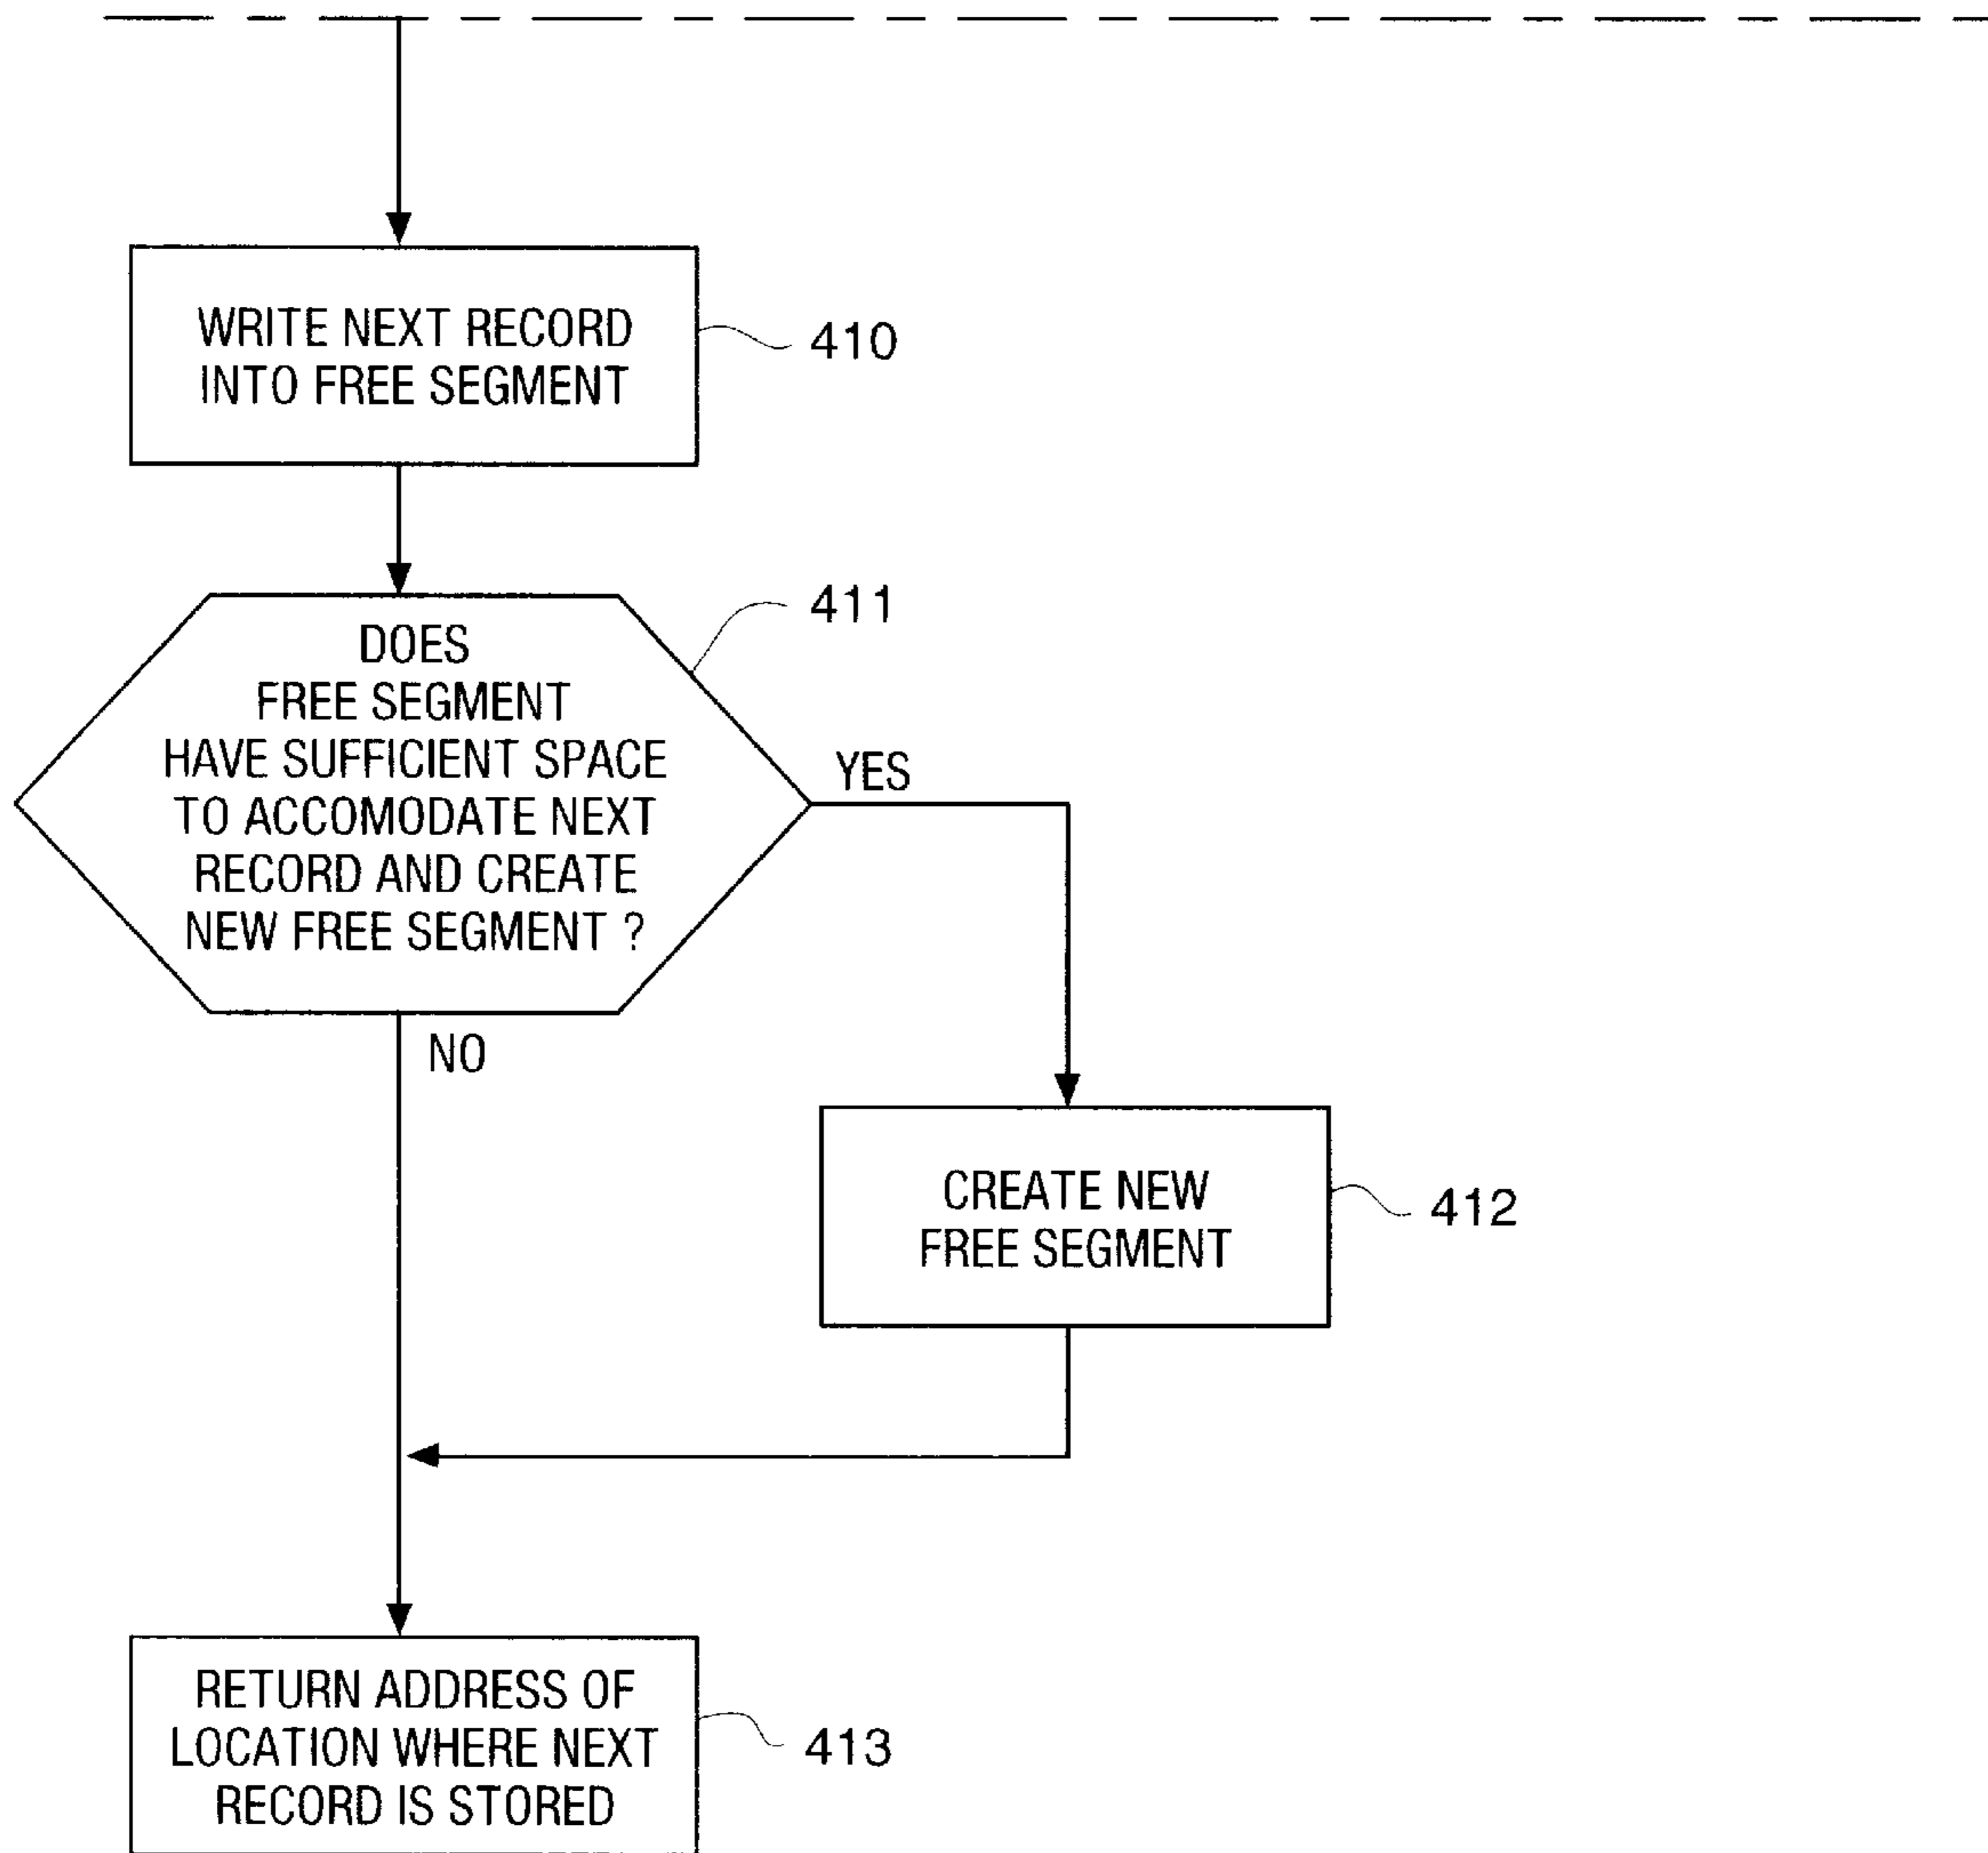 WRITE NEXT RECORD
INTO FREE SEGMENT
410
DOES
FREE SEGMENT
HAVE SUFFICIENT SPACE
TO ACCOMODATE NEXT
RECORD AND CREATE
NEW FREE SEGMENT ?
411
YES
NO
CREATE NEW
FREE SEGMENT
412
RETURN ADDRESS OF
LOCATION WHERE NEXT
RECORD IS STORED
413